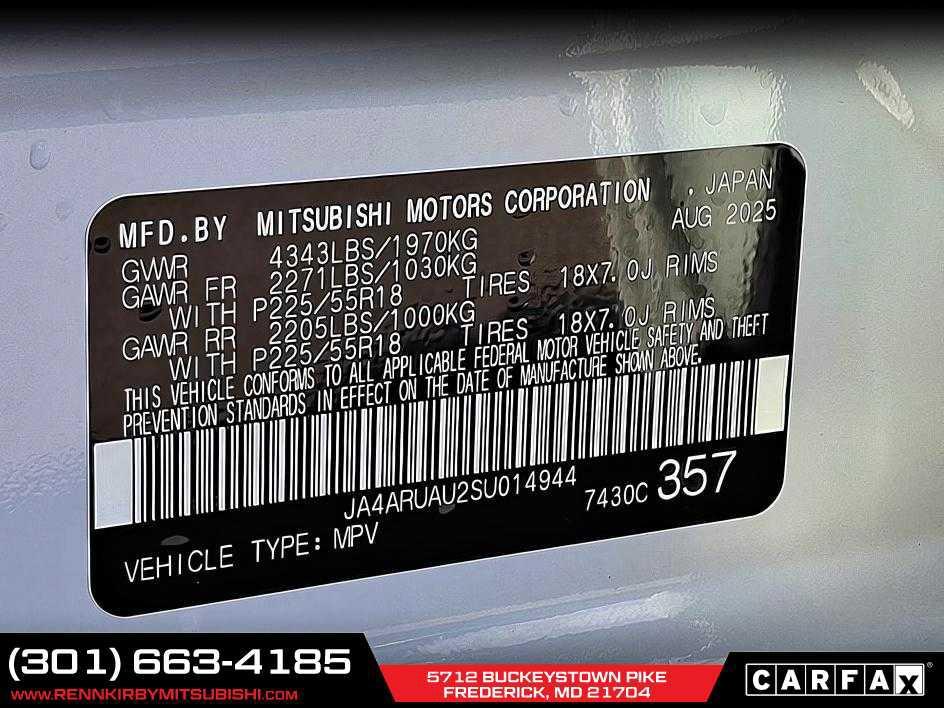 MFD.BY MITSUBISHI MOTORS CORPORATION . JAPAN
AUG 2025
GVWR 4343LBS/1970KG
GAWR FR 2271LBS/1030KG
WITH P225/55R18 TIRES 18X7.0J RIMS
GAWR RR 2205LBS/1000KG
WITH P225/55R18 TIRES 18X7.0J RIMS
THIS VEHICLE CONFORMS TO ALL APPLICABLE FEDERAL MOTOR VEHICLE SAFETY AND THEFT
PREVENTION STANDARDS IN EFFECT ON THE DATE OF MANUFACTURE SHOWN ABOVE.
JA4ARUAU2SU014944
7430C 357
VEHICLE TYPE: MPV
(301) 663-4185
WWW.RENNKIRBYMITSUBISHI.COM
5712 BUCKEYSTOWN PIKE
FREDERICK, MD 21704
CARFAX